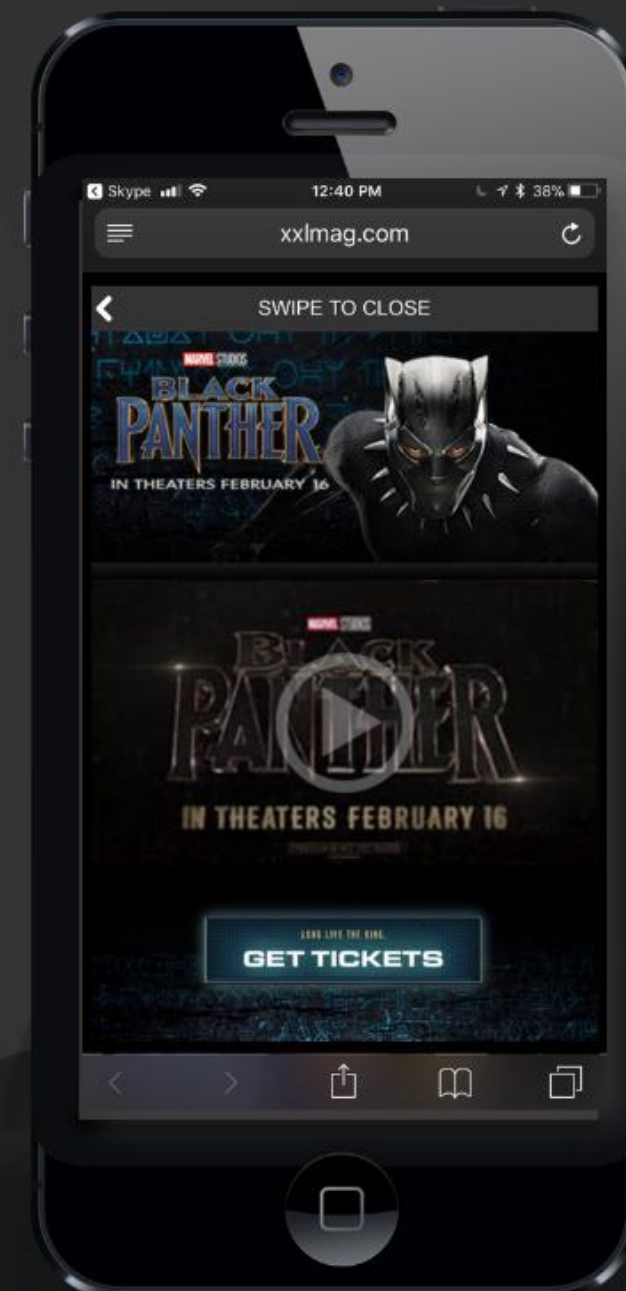 Skype
12:40 PM
38%
xxlmag.com
SWIPE TO CLOSE
MARVEL STUDIOS
BLACK
PANTHER
IN THEATERS FEBRUARY 16
MARVEL STUDIOS
BLACK
PANTHER
IN THEATERS FEBRUARY 16
LONG LIVE THE KING.
GET TICKETS